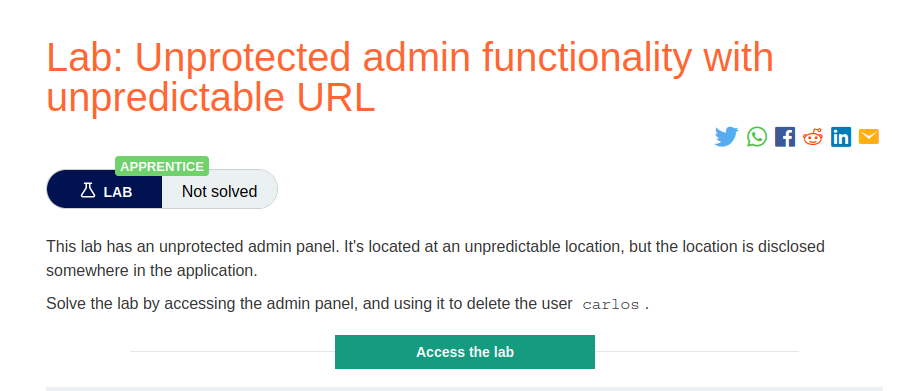 Lab: Unprotected admin functionality with
unpredictable URL
APPRENTICE
LAB
Not solved
This lab has an unprotected admin panel. It's located at an unpredictable location, but the location is disclosed
somewhere in the application.
Solve the lab by accessing the admin panel, and using it to delete the user carlos .
Access the lab